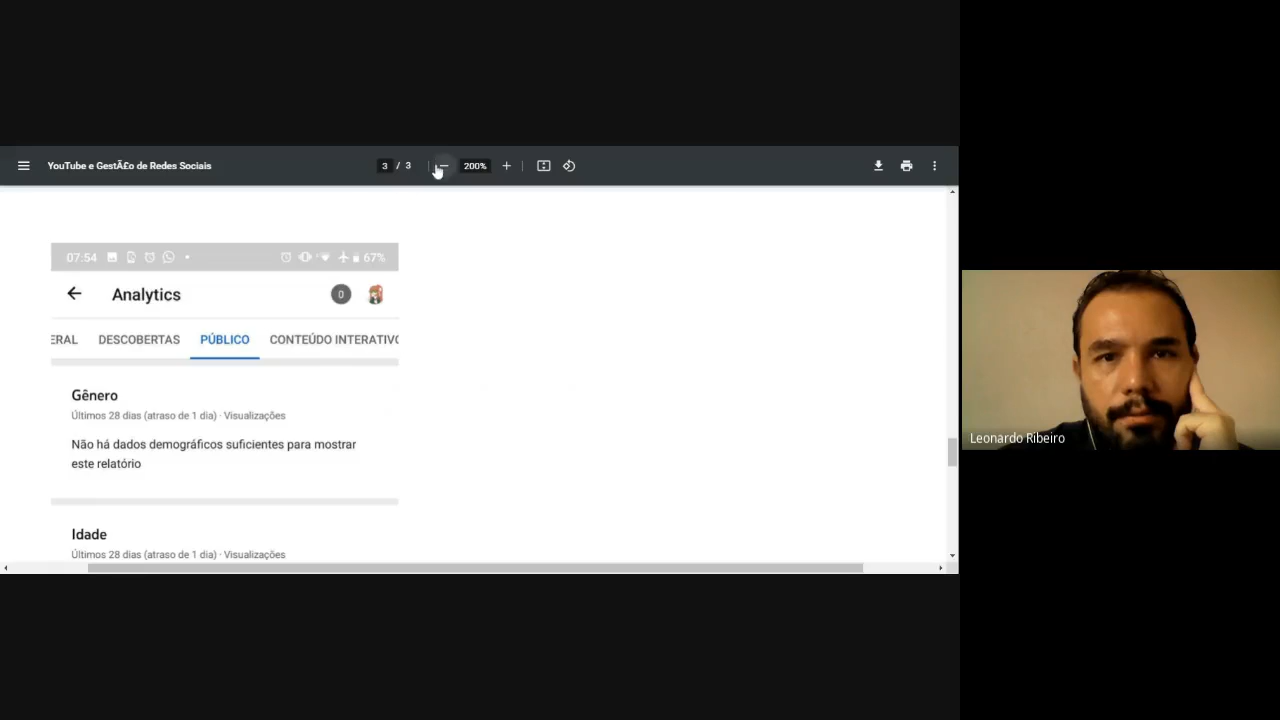 YouTube e GestÃ£o de Redes Sociais
3 / 3
200%
07:54
67%
Analytics
0
ERAL DESCOBERTAS PÚBLICO CONTEÚDO INTERATIVO
Gênero
Últimos 28 dias (atraso de 1 dia) · Visualizações
Não há dados demográficos suficientes para mostrar
este relatório
Idade
Últimos 28 dias (atraso de 1 dia) · Visualizações
Leonardo Ribeiro